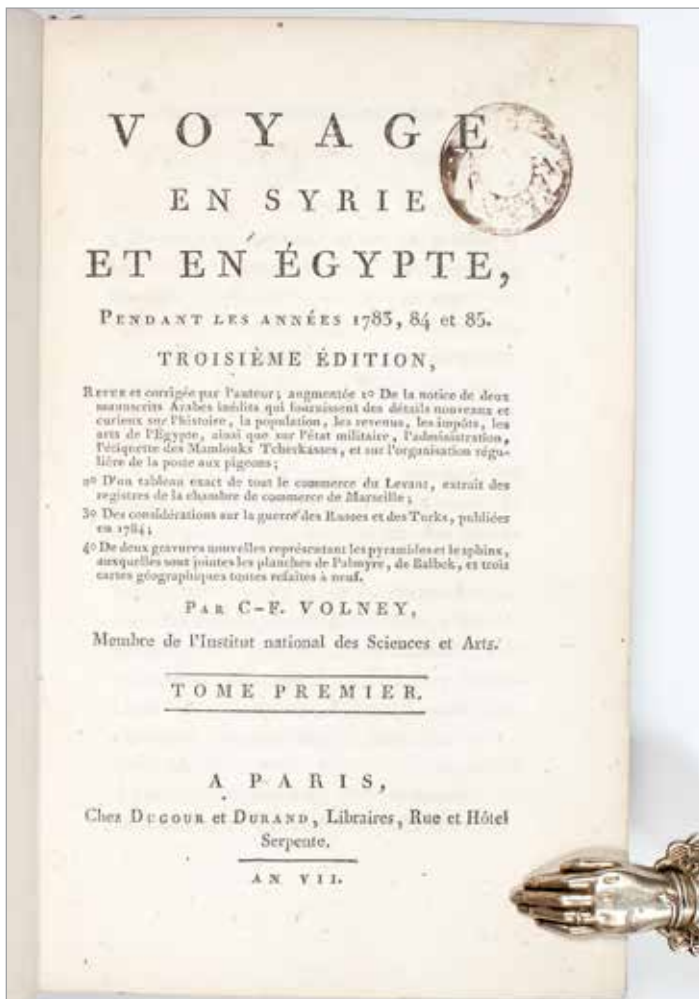 VOYAGE
EN SYRIE
ET EN ÉGYPTE,
PENDANT LES ANNÉES 1783, 84 et 85.
TROISIÈME ÉDITION,
REVUE et corrigée par l'auteur; augmentée 1o De la notice de deux
manuscrits Arabes inédits qui fournissent des détails nouveaux et
curieux sur l'histoire, la population, les revenus, les impôts, les
arts de l'Egypte, ainsi que sur l'état militaire, l'administration,
l'étiquette des Mamlouks Tcherkasses, et sur l'organisation régu-
lière de la poste aux pigeons;
2o D'un tableau exact de tout le commerce du Levant, extrait des
registres de la chambre de commerce de Marseille;
3o Des considérations sur la guerre des Russes et des Turks, publiées
en 1784;
4o De deux gravures nouvelles représentant les pyramides et le sphinx,
auxquelles sont jointes les planches de Palmyre, de Balbek, et trois
cartes géographiques toutes refaites à neuf.
PAR C-F. VOLNEY,
Membre de l'Institut national des Sciences et Arts.
TOME PREMIER.
A PARIS,
Chez DUGOUR et DURAND, Libraires, Rue et Hôtel
Serpente.
AN VII.